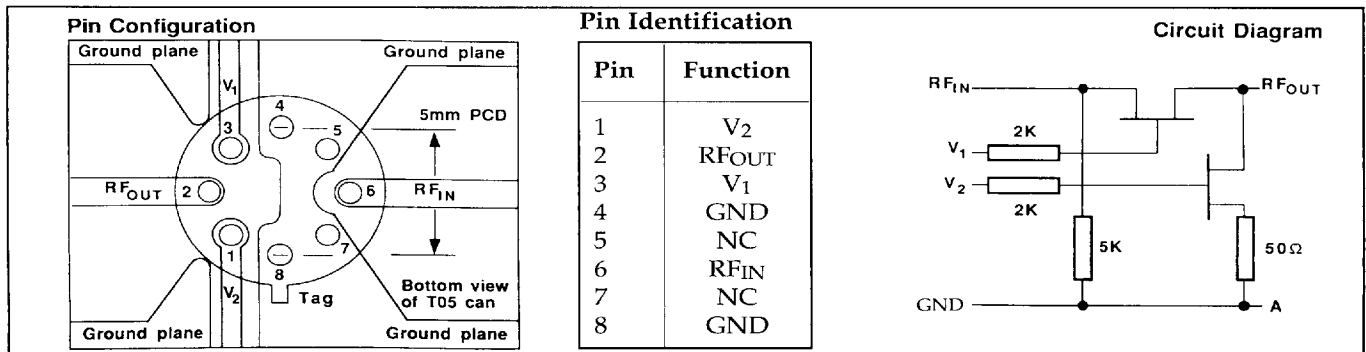 Pin Configuration
Ground plane
Ground plane
V1
3
4
5
5mm PCD
RFOUT
2
6
RFIN
1
8
7
V2
Tag
Bottom view
of T05 can
Ground plane
Ground plane
Pin Identification
Pin Function
1 V2
2 RFOUT
3 V1
4 GND
5 NC
6 RFIN
7 NC
8 GND
Circuit Diagram
RFIN
RFOUT
2K
V1
V2
2K
5K
50Ω
GND
A